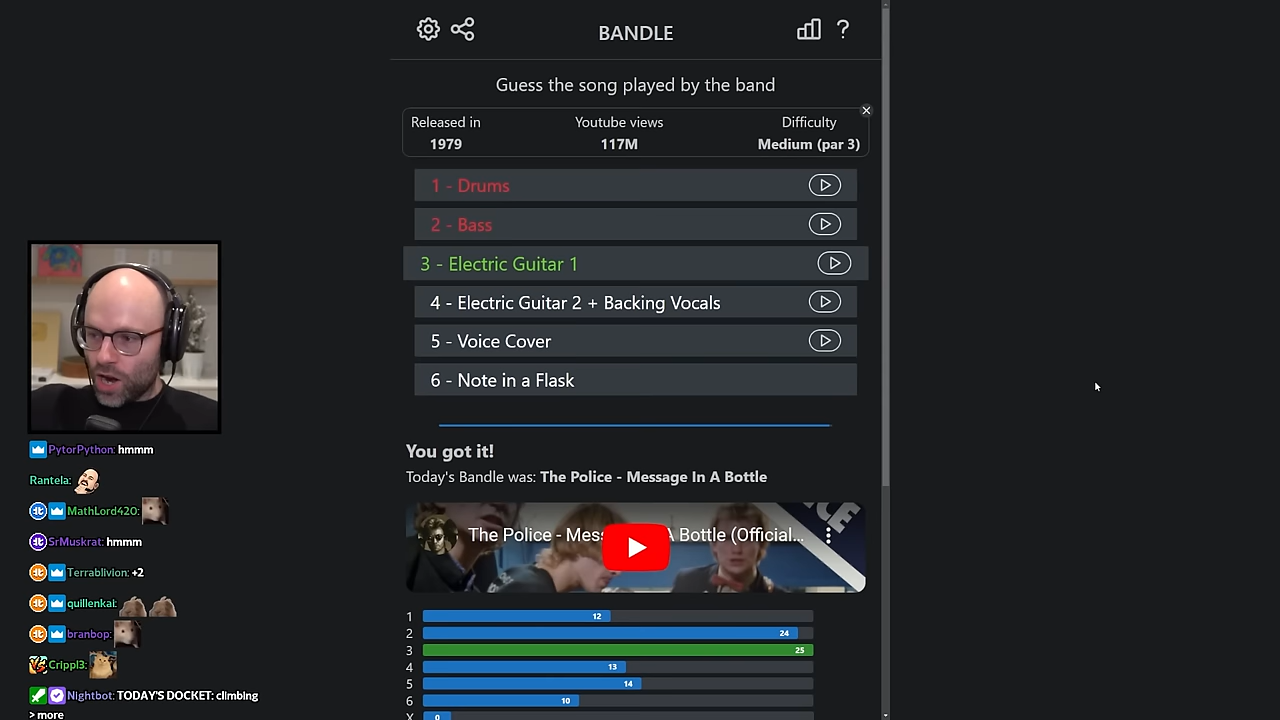 BANDLE
?
Guess the song played by the band
Released in
1979
Youtube views
117M
Difficulty
Medium (par 3)
1 - Drums
2 - Bass
3 - Electric Guitar 1
4 - Electric Guitar 2 + Backing Vocals
5 - Voice Cover
6 - Note in a Flask
You got it!
Today's Bandle was: The Police - Message In A Bottle
The Police - Mess A Bottle (Official...
1 12
2 24
3 25
4 13
5 14
6 10
X 0
PytorPython: hmmm
Rantela:
MathLord420:
SrMuskrat: hmmm
Terrablivion: +2
quillenkai:
branbop:
Crippl3:
Nightbot: TODAY'S DOCKET: climbing
> more